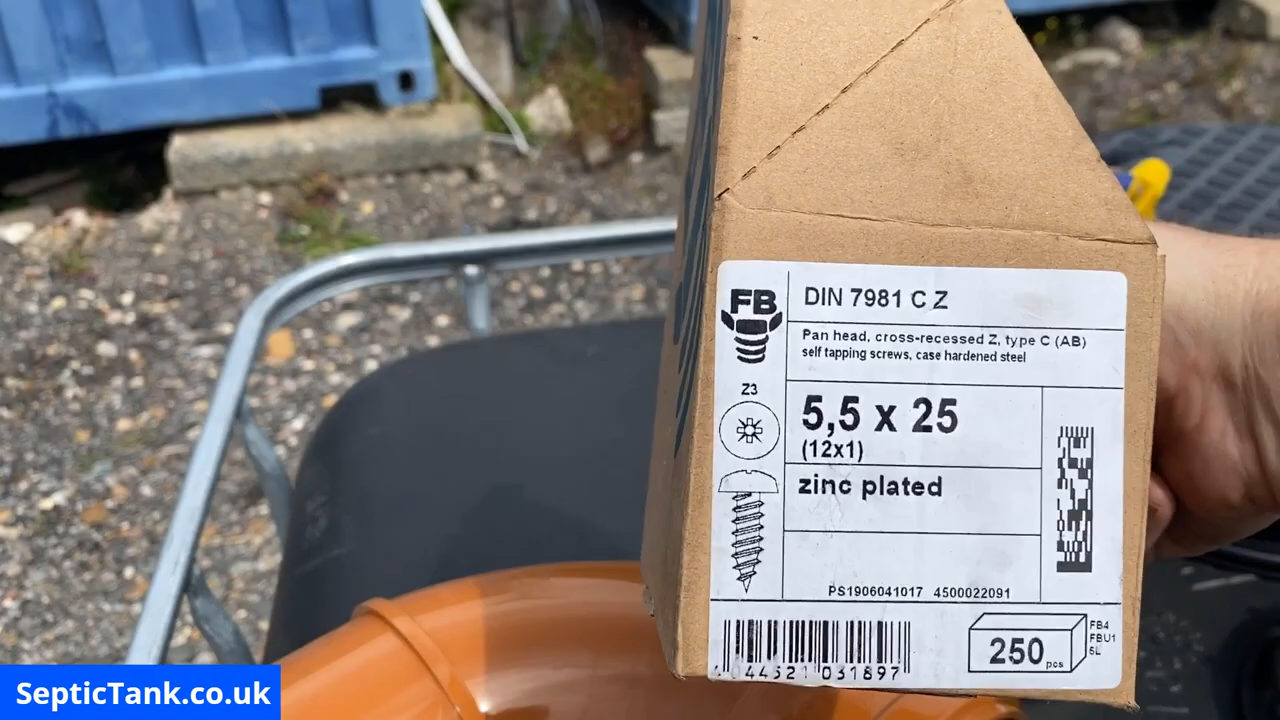 FB
DIN 7981 C Z
Pan head, cross-recessed Z, type C (AB)
self tapping screws, case hardened steel
Z3
5,5 x 25
(12x1)
zinc plated
PS1906041017 4500022091
250 pcs
FB4
FBU1
5L
031897
SepticTank.co.uk